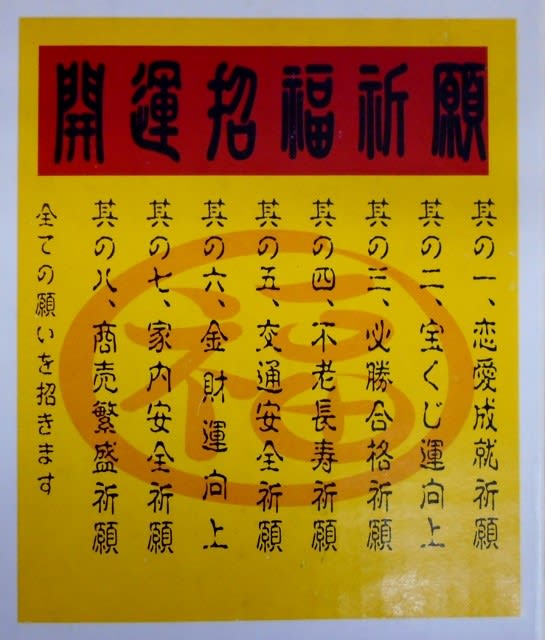 開運招福祈願
其の一、恋愛成就祈願
其の二、宝くじ運向上
其の三、必勝合格祈願
其の四、不老長寿祈願
其の五、交通安全祈願
其の六、金財運向上
其の七、家内安全祈願
其の八、商売繁盛祈願
全ての願いを招きます
福